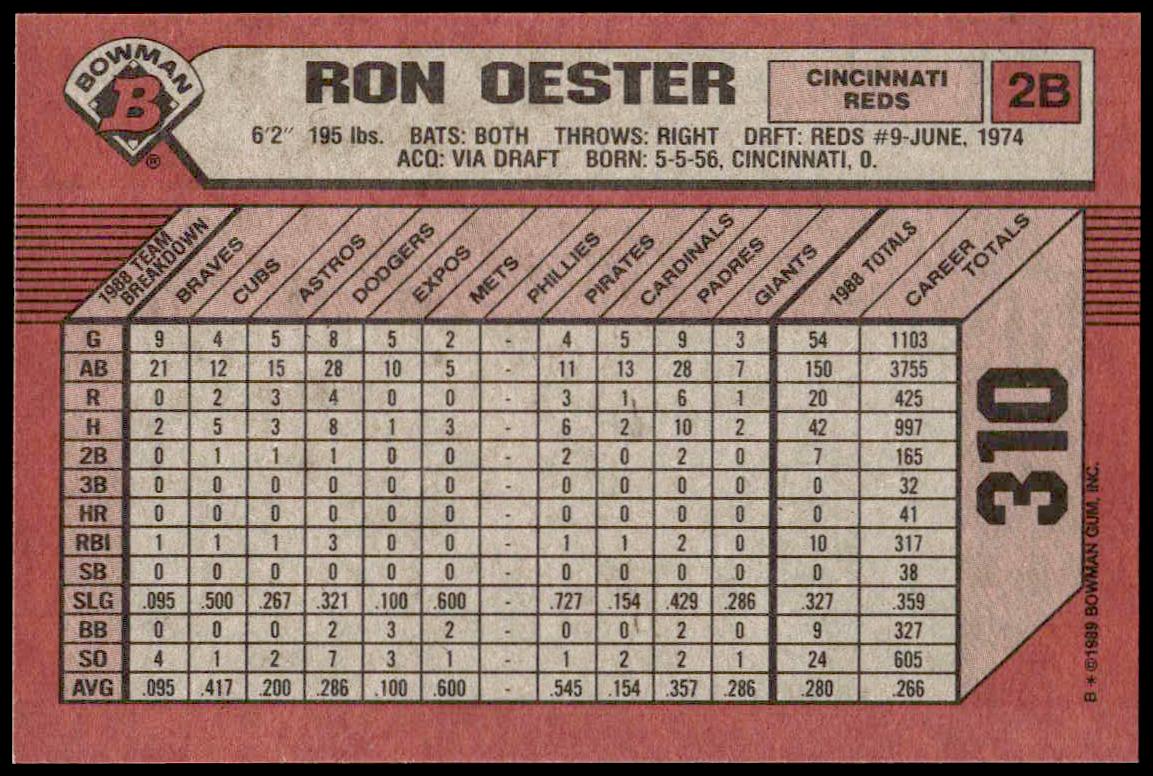 BOWMAN
B
®
RON OESTER
CINCINNATI
REDS
2B
6'2" 195 lbs. BATS: BOTH THROWS: RIGHT DRFT: REDS #9-JUNE, 1974
ACQ: VIA DRAFT BORN: 5-5-56, CINCINNATI, O.
1988 TEAM BREAKDOWN BRAVES CUBS ASTROS DODGERS EXPOS METS PHILLIES PIRATES CARDINALS PADRES GIANTS 1988 TOTALS CAREER TOTALS
G 9 4 5 8 5 2 - 4 5 9 3 54 1103
AB 21 12 15 28 10 5 - 11 13 28 7 150 3755
R 0 2 3 4 0 0 - 3 1 6 1 20 425
H 2 5 3 8 1 3 - 6 2 10 2 42 997
2B 0 1 1 1 0 0 - 2 0 2 0 7 165
3B 0 0 0 0 0 0 - 0 0 0 0 0 32
HR 0 0 0 0 0 0 - 0 0 0 0 0 41
RBI 1 1 1 3 0 0 - 1 1 2 0 10 317
SB 0 0 0 0 0 0 - 0 0 0 0 0 38
SLG .095 .500 .267 .321 .100 .600 - .727 .154 .429 .286 .327 .359
BB 0 0 0 2 3 2 - 0 0 2 0 9 327
SO 4 1 2 7 3 1 - 1 2 2 1 24 605
AVG .095 .417 .200 .286 .100 .600 - .545 .154 .357 .286 .280 .266
310
B * ©1989 BOWMAN GUM, INC.